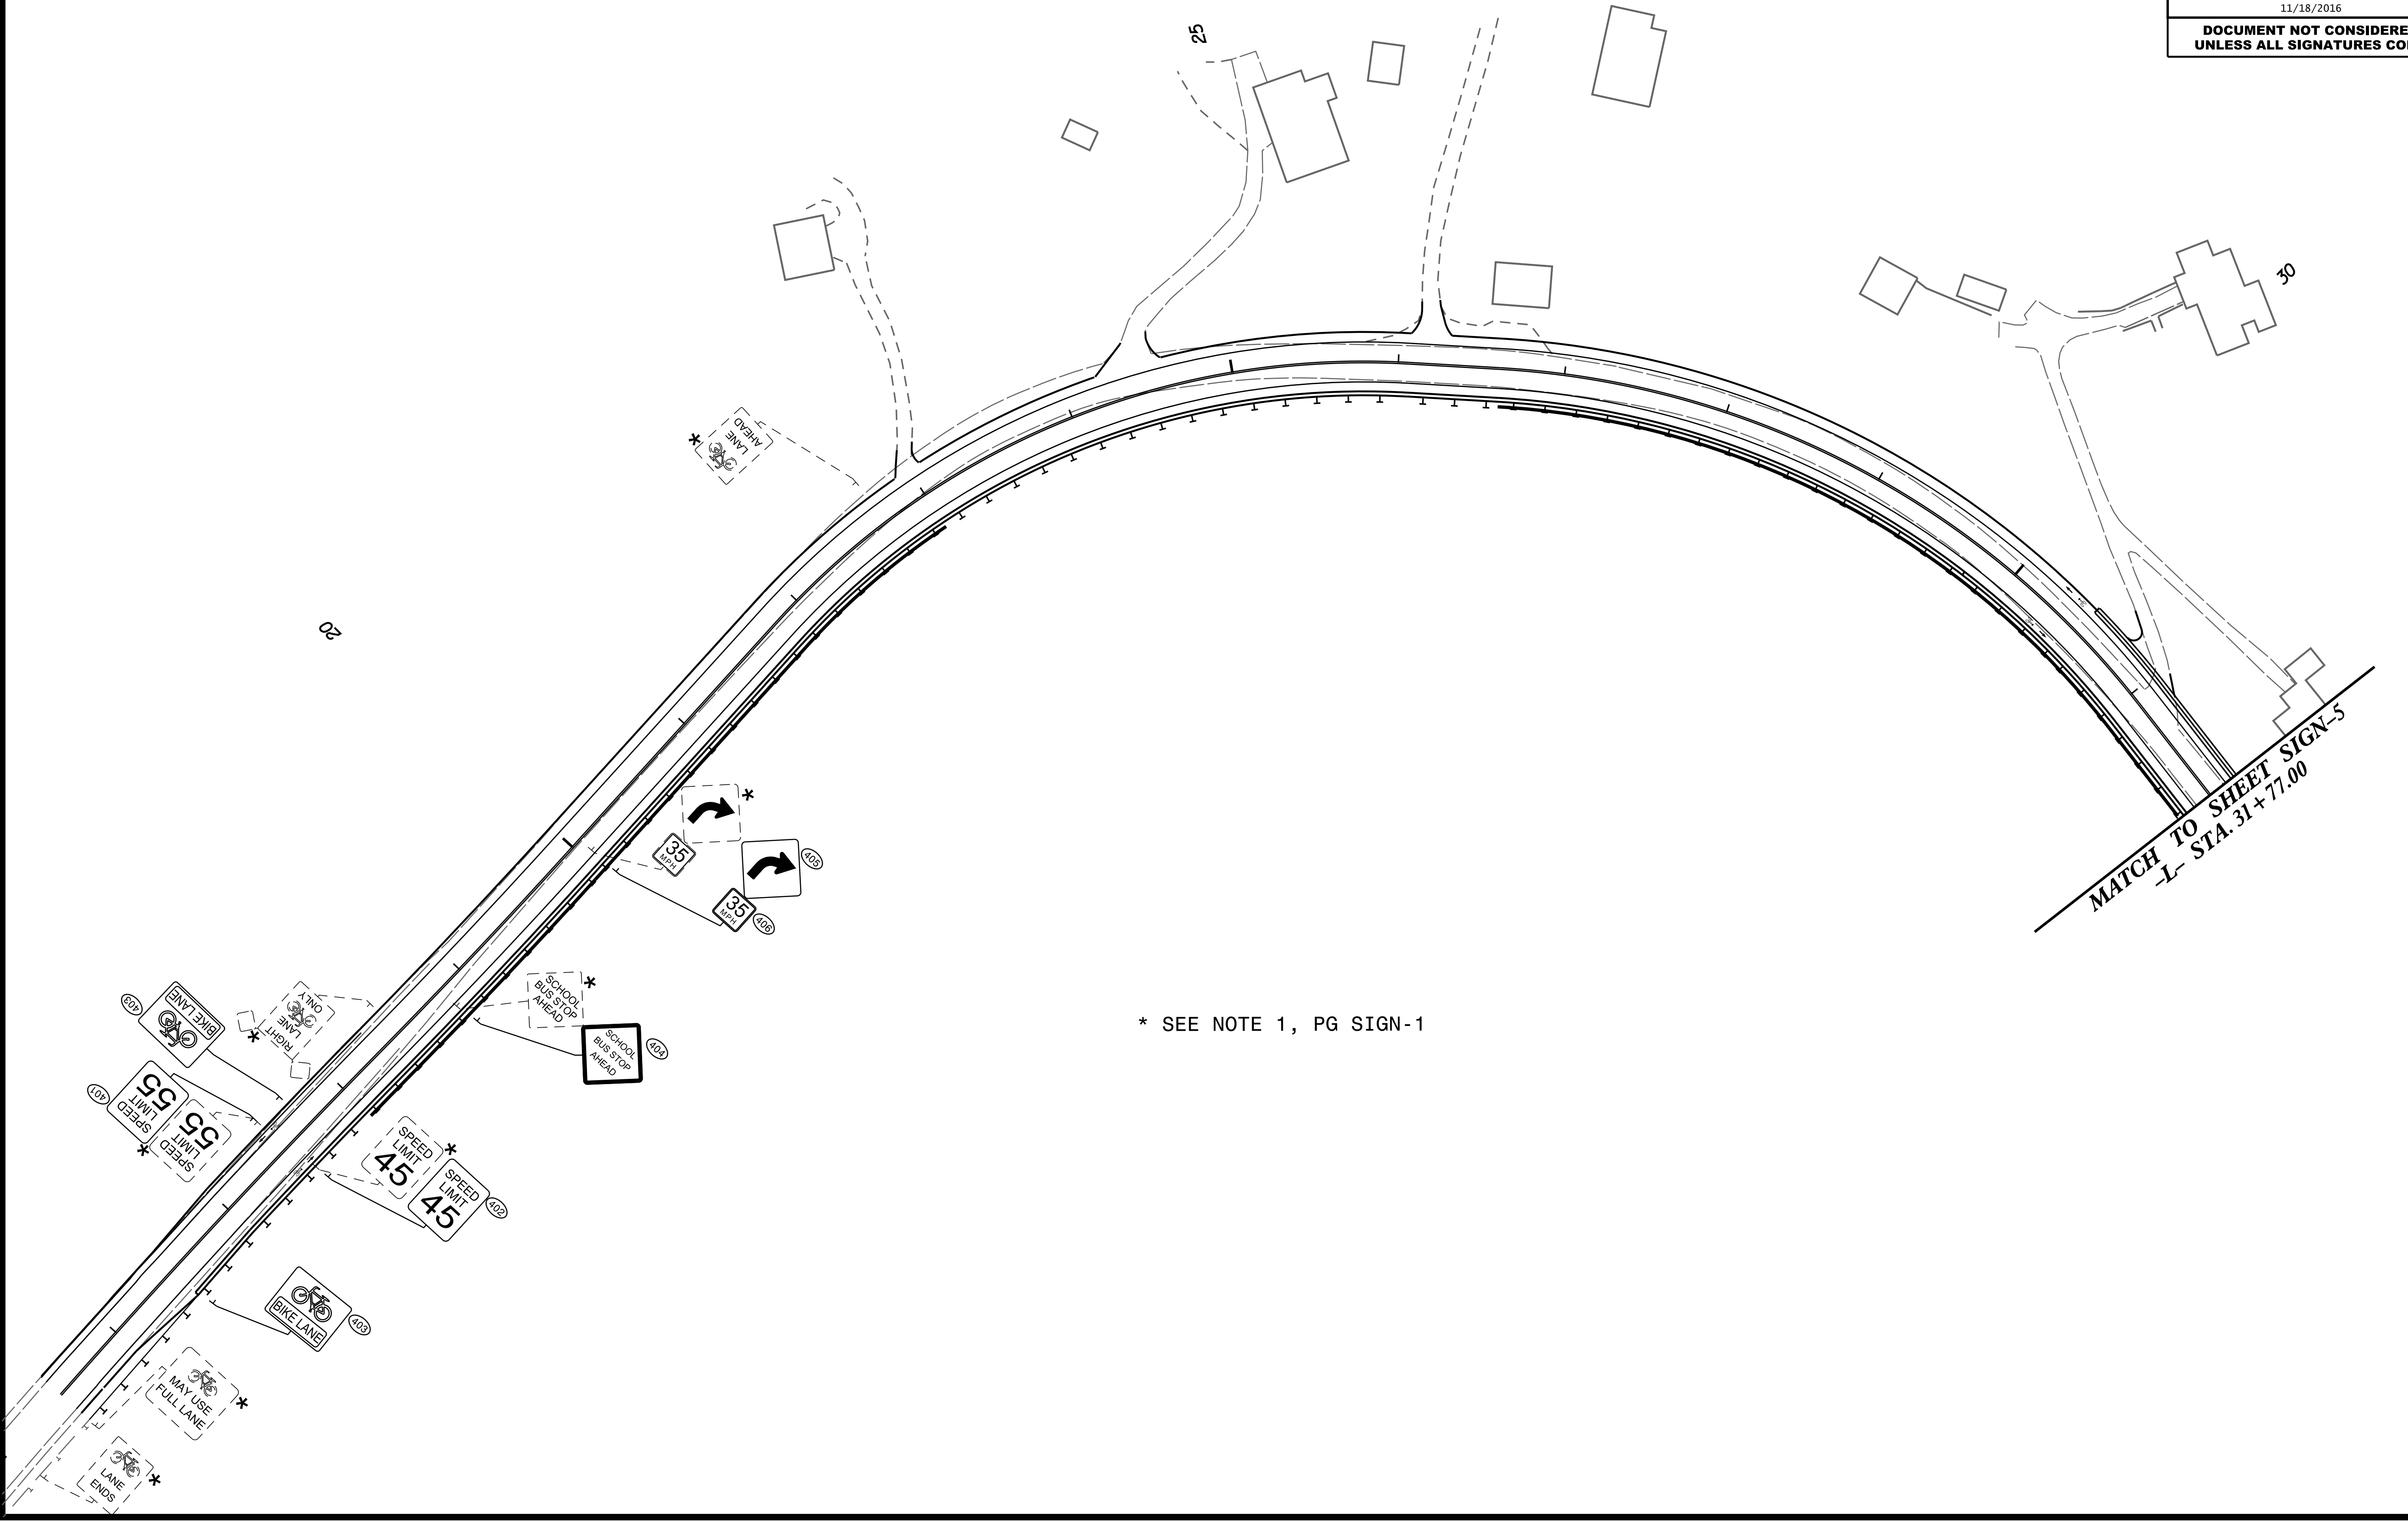 11/18/2016
DOCUMENT NOT CONSIDERE
UNLESS ALL SIGNATURES CO
25
30
20
LANE
AHEAD
*
*
35
MPH
405
35
MPH
406
SCHOOL
BUS STOP
AHEAD
*
SCHOOL
BUS STOP
AHEAD
404
BIKE LANE
403
RIGHT
LANE
ONLY
*
SPEED
LIMIT
55
401
SPEED
LIMIT
55
*
SPEED
LIMIT
45
*
SPEED
LIMIT
45
402
BIKE LANE
403
MAY USE
FULL LANE
*
LANE
ENDS
*
* SEE NOTE 1, PG SIGN-1
MATCH TO SHEET SIGN-5
-L- STA. 31+77.00